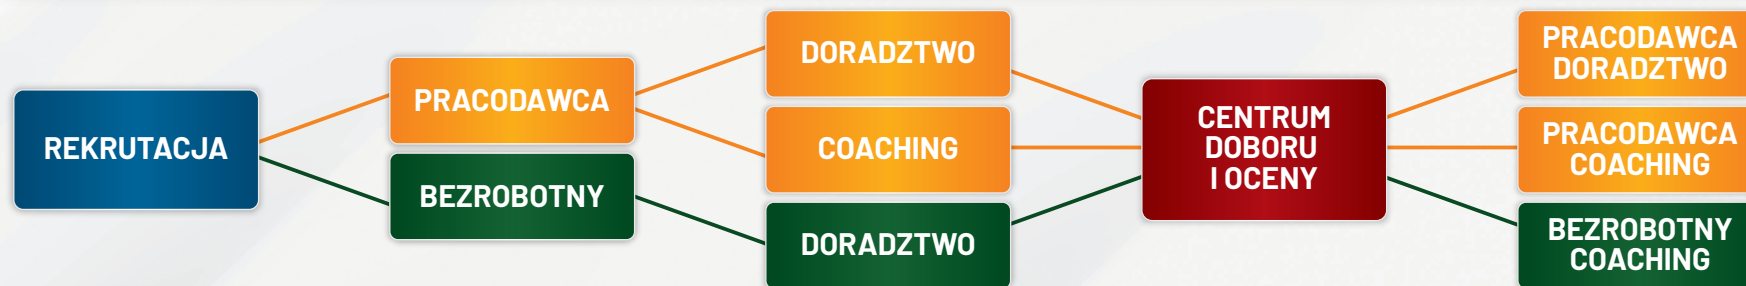 REKRUTACJA
PRACODAWCA
BEZROBOTNY
DORADZTWO
COACHING
DORADZTWO
CENTRUM
DOBORU
I OCENY
PRACODAWCA
DORADZTWO
PRACODAWCA
COACHING
BEZROBOTNY
COACHING